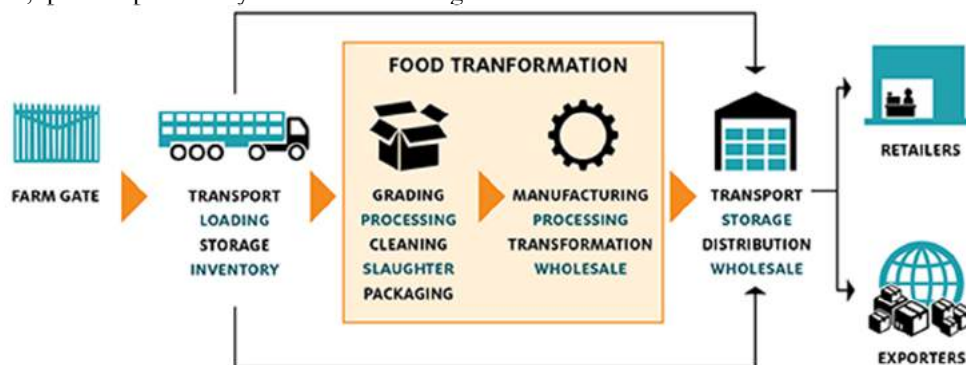 FOOD TRANFORMATION
FARM GATE
TRANSPORT
LOADING
STORAGE
INVENTORY
GRADING
PROCESSING
CLEANING
SLAUGHTER
PACKAGING
MANUFACTURING
PROCESSING
TRANSFORMATION
WHOLESALE
TRANSPORT
STORAGE
DISTRIBUTION
WHOLESALE
RETAILERS
EXPORTERS